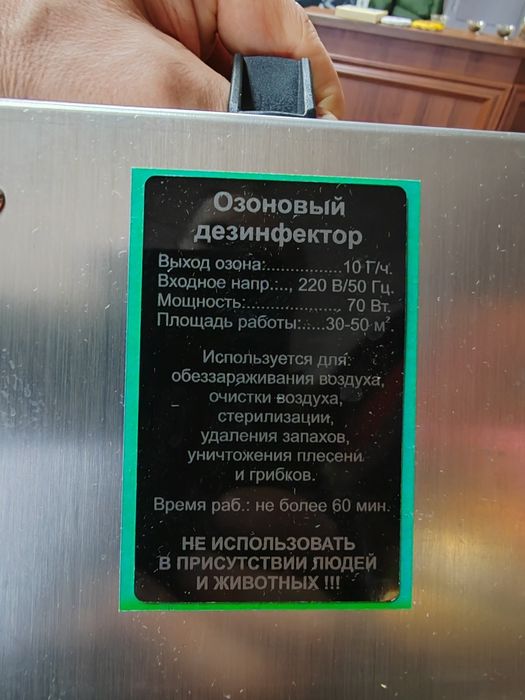 Озоновый
дезинфектор
Выход озона:.................10 Г/ч.
Входное напр.:.., 220 В/50 Гц.
Мощность:..................... 70 Вт.
Площадь работы:.....30-50 м².
Используется для:
обеззараживания воздуха,
очистки воздуха,
стерилизации,
удаления запахов,
уничтожения плесени
и грибков.
Время раб.: не более 60 мин.
НЕ ИСПОЛЬЗОВАТЬ
В ПРИСУТСТВИИ ЛЮДЕЙ
И ЖИВОТНЫХ !!!